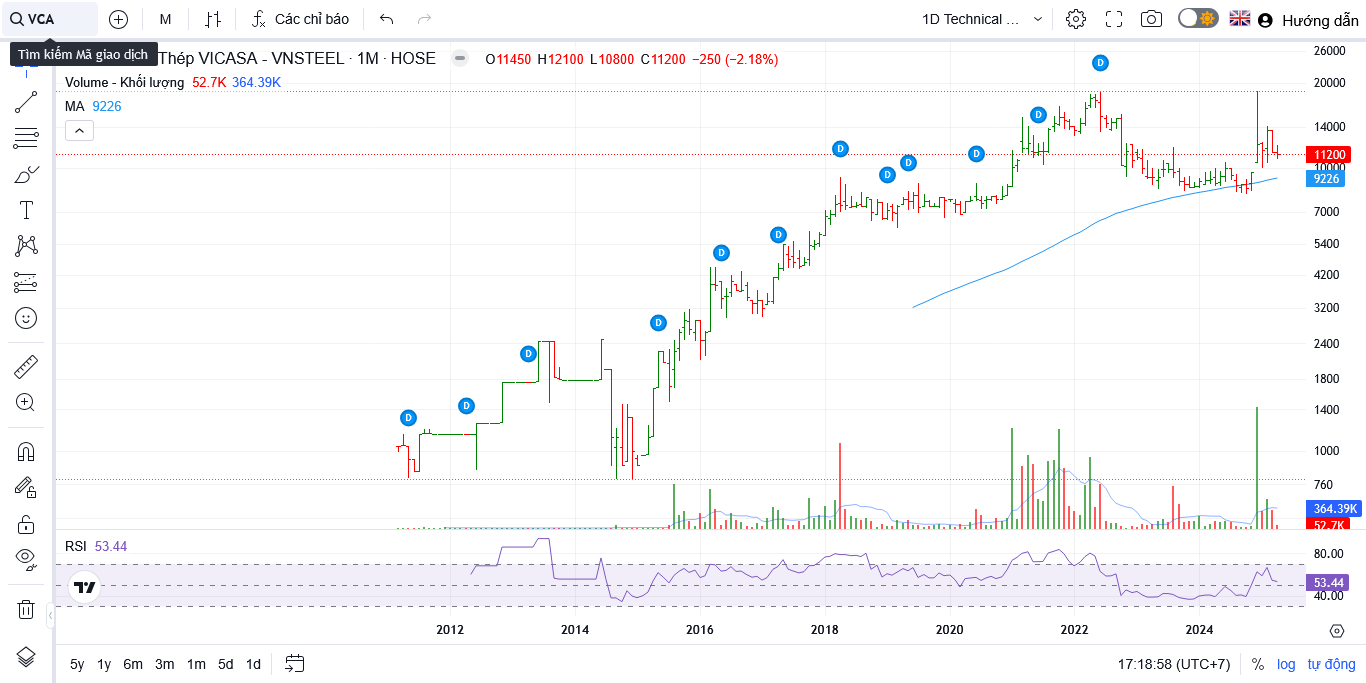 VCA
M
Các chỉ báo
1D Technical ...
Hướng dẫn
Tìm kiếm Mã giao dịch
Thép VICASA - VNSTEEL · 1M · HOSE
O11450 H12100 L10800 C11200 −250 (−2.18%)
Volume - Khối lượng 52.7K 364.39K
MA 9226
D
D
D
D
D
D
D
D
D
D
D
D
26000
20000
14000
11200
10000
9226
7000
5400
4200
3200
2400
1800
1400
1000
760
364.39K
52.7K
RSI 53.44
80.00
53.44
40.00
2012 2014 2016 2018 2020 2022 2024
5y 1y 6m 3m 1m 5d 1d
17:18:58 (UTC+7) % log tự động